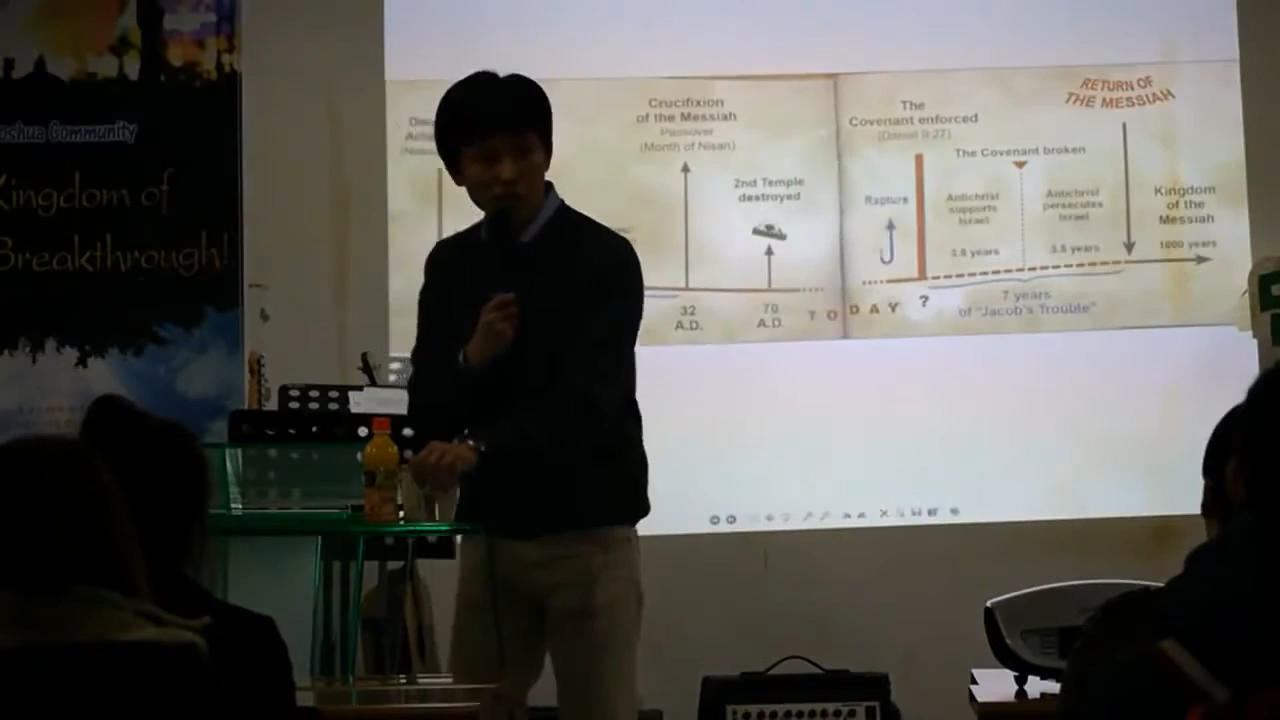 oshua Community
Kingdom of
Breakthrough!
Crucifixion
of the Messiah
Passover
(Month of Nisan)
2nd Temple
destroyed
32
A.D.
70
A.D.
TODAY
?
The
Covenant enforced
(Daniel 9:27)
The Covenant broken
Rapture
Antichrist
supports
Israel
3.5 years
Antichrist
persecutes
Israel
3.5 years
7 years
of "Jacob's Trouble"
RETURN OF
THE MESSIAH
Kingdom
of the
Messiah
1000 years